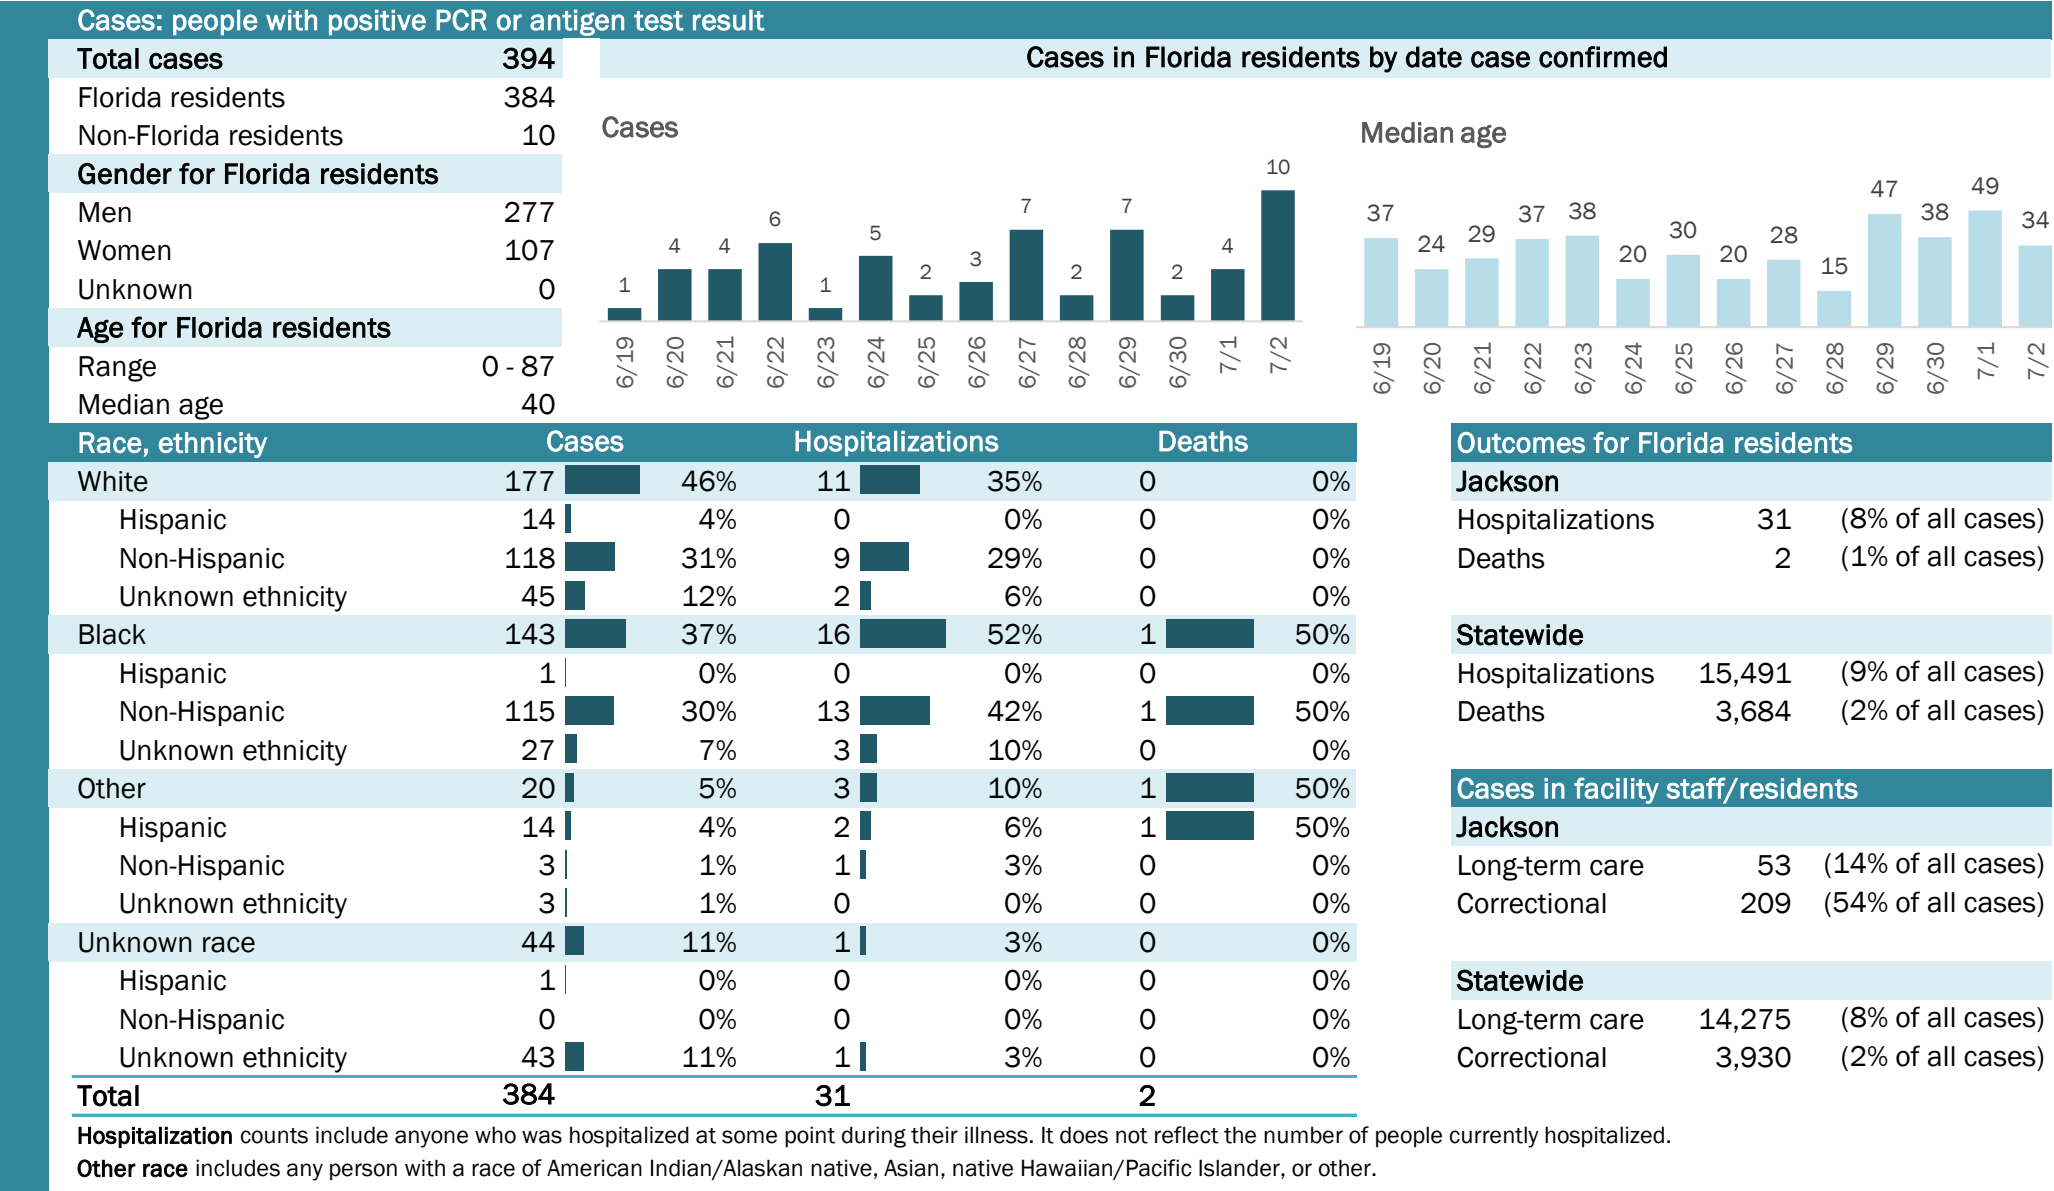 Cases: people with positive PCR or antigen test result
Total cases 394
Florida residents 384
Non-Florida residents 10
Gender for Florida residents
Men 277
Women 107
Unknown 0
Age for Florida residents
Range 0 - 87
Median age 40
Cases in Florida residents by date case confirmed
Cases
1 4 4 6 1 5 2 3 7 2 7 2 4 10
6/19 6/20 6/21 6/22 6/23 6/24 6/25 6/26 6/27 6/28 6/29 6/30 7/1 7/2
Median age
37 24 29 37 38 20 30 20 28 15 47 38 49 34
6/19 6/20 6/21 6/22 6/23 6/24 6/25 6/26 6/27 6/28 6/29 6/30 7/1 7/2
Race, ethnicity Cases Hospitalizations Deaths
White 177 46% 11 35% 0 0%
Hispanic 14 4% 0 0% 0 0%
Non-Hispanic 118 31% 9 29% 0 0%
Unknown ethnicity 45 12% 2 6% 0 0%
Black 143 37% 16 52% 1 50%
Hispanic 1 0% 0 0% 0 0%
Non-Hispanic 115 30% 13 42% 1 50%
Unknown ethnicity 27 7% 3 10% 0 0%
Other 20 5% 3 10% 1 50%
Hispanic 14 4% 2 6% 1 50%
Non-Hispanic 3 1% 1 3% 0 0%
Unknown ethnicity 3 1% 0 0% 0 0%
Unknown race 44 11% 1 3% 0 0%
Hispanic 1 0% 0 0% 0 0%
Non-Hispanic 0 0% 0 0% 0 0%
Unknown ethnicity 43 11% 1 3% 0 0%
Total 384 31 2
Outcomes for Florida residents
Jackson
Hospitalizations 31 (8% of all cases)
Deaths 2 (1% of all cases)
Statewide
Hospitalizations 15,491 (9% of all cases)
Deaths 3,684 (2% of all cases)
Cases in facility staff/residents
Jackson
Long-term care 53 (14% of all cases)
Correctional 209 (54% of all cases)
Statewide
Long-term care 14,275 (8% of all cases)
Correctional 3,930 (2% of all cases)
Hospitalization counts include anyone who was hospitalized at some point during their illness. It does not reflect the number of people currently hospitalized.
Other race includes any person with a race of American Indian/Alaskan native, Asian, native Hawaiian/Pacific Islander, or other.